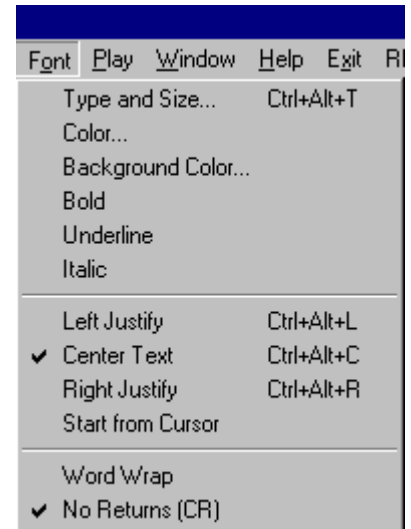 Font Play Window Help Exit
Type and Size... Ctrl+Alt+T
Color...
Background Color...
Bold
Underline
Italic
Left Justify Ctrl+Alt+L
Center Text Ctrl+Alt+C
Right Justify Ctrl+Alt+R
Start from Cursor
Word Wrap
No Returns (CR)